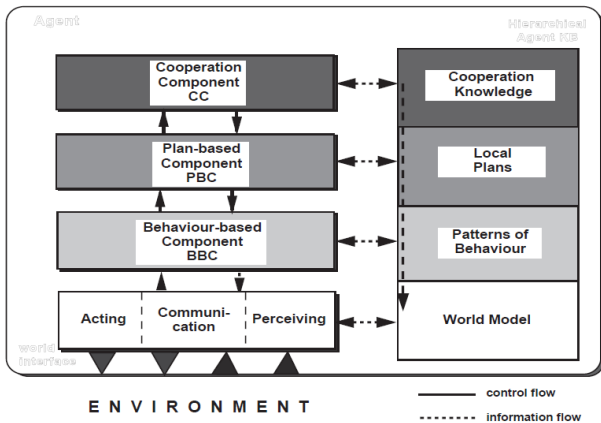 Agent
Hierarchical
Agent KB
Cooperation
Component
CC
Cooperation
Knowledge
Plan-based
Component
PBC
Local
Plans
Behaviour-based
Component
BBC
Patterns of
Behaviour
Acting
Communi-
cation
Perceiving
World Model
world
interface
ENVIRONMENT
control flow
information flow